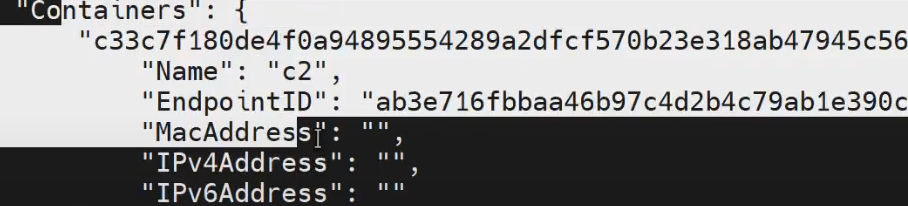 "Containers": {
"c33c7f180de4f0a94895554289a2dfcf570b23e318ab47945c56
"Name": "c2",
"EndpointID": "ab3e716fbbaa46b97c4d2b4c79ab1e390c
"MacAddress": "",
"IPv4Address": "",
"IPv6Address": ""